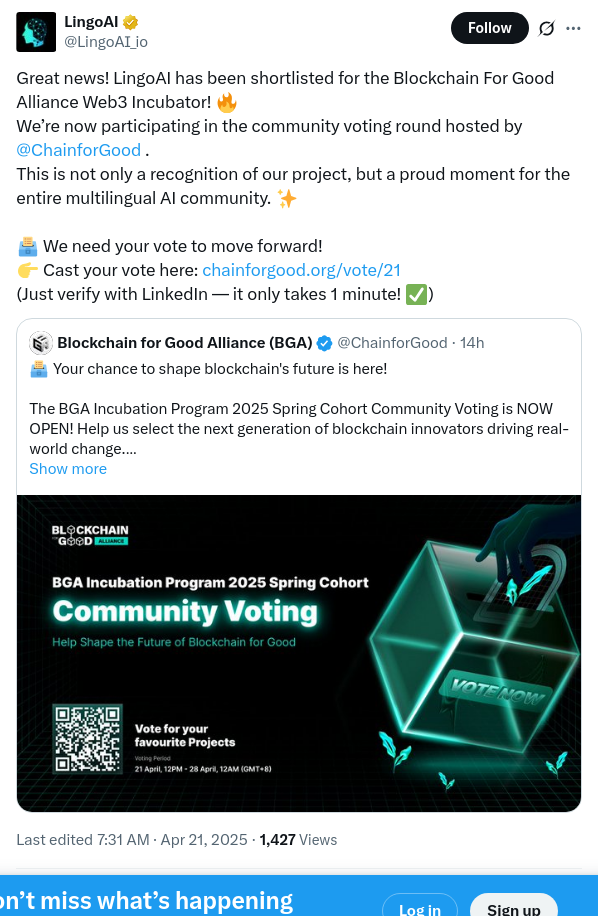 LingoAI
@LingoAI_io
Follow
Great news! LingoAI has been shortlisted for the Blockchain For Good
Alliance Web3 Incubator! 🔥
We’re now participating in the community voting round hosted by
@ChainforGood .
This is not only a recognition of our project, but a proud moment for the
entire multilingual AI community. ✨
🗳️ We need your vote to move forward!
👉 Cast your vote here: chainforgood.org/vote/21
(Just verify with LinkedIn — it only takes 1 minute! ✅)
Blockchain for Good Alliance (BGA) @ChainforGood · 14h
🗳️ Your chance to shape blockchain's future is here!
The BGA Incubation Program 2025 Spring Cohort Community Voting is NOW
OPEN! Help us select the next generation of blockchain innovators driving real-
world change....
Show more
BLOCKCHAIN
GOOD ALLIANCE
BGA Incubation Program 2025 Spring Cohort
Community Voting
Help Shape the Future of Blockchain for Good
VOTE NOW
Vote for your
favourite Projects
Voting Period
21 April, 12PM - 28 April, 12AM (GMT+8)
Last edited 7:31 AM · Apr 21, 2025 · 1,427 Views
on’t miss what’s happening
Log in
Sign up